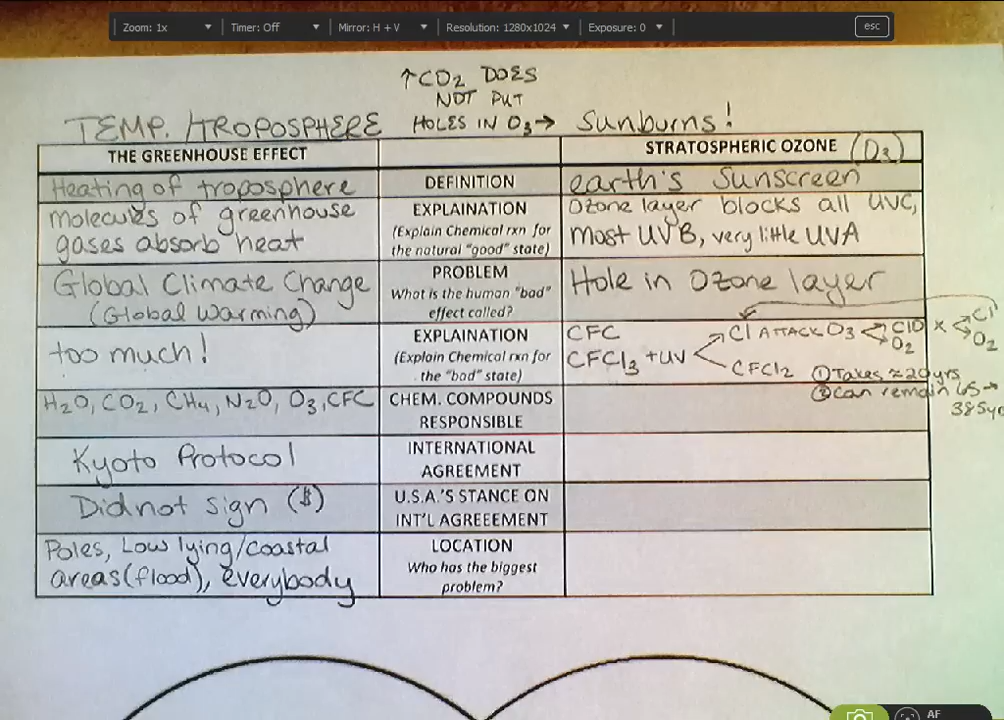 Zoom: 1x Timer: Off Mirror: H + V Resolution: 1280x1024 Exposure: 0 esc
↑CO2 DOES
NOT PUT
TEMP./TROPOSPHERE HOLES IN O3→ Sunburns!
THE GREENHOUSE EFFECT STRATOSPHERIC OZONE (O3)
Heating of troposphere DEFINITION earth's Sunscreen
molecules of greenhouse
gases absorb heat
EXPLAINATION
(Explain Chemical rxn for
the natural "good" state)
Ozone layer blocks all UVC,
most UVB, very little UVA
Global Climate Change
(Global Warming)
PROBLEM
What is the human "bad"
effect called?
Hole in Ozone layer
too much!
EXPLAINATION
(Explain Chemical rxn for
the "bad" state)
CFC
CFCl3 + UV
Cl ATTACK O3
ClO x Cl
O2 O2
CFCl2
① Takes ≈ 20 yrs
② can remain 65→
385yr
H2O, CO2, CH4, N2O, O3, CFC
CHEM. COMPOUNDS
RESPONSIBLE
Kyoto Protocol
INTERNATIONAL
AGREEMENT
Did not sign ($)
U.S.A.'S STANCE ON
INT'L AGREEEMENT
Poles, Low lying/coastal
areas(flood), everybody
LOCATION
Who has the biggest
problem?
AF